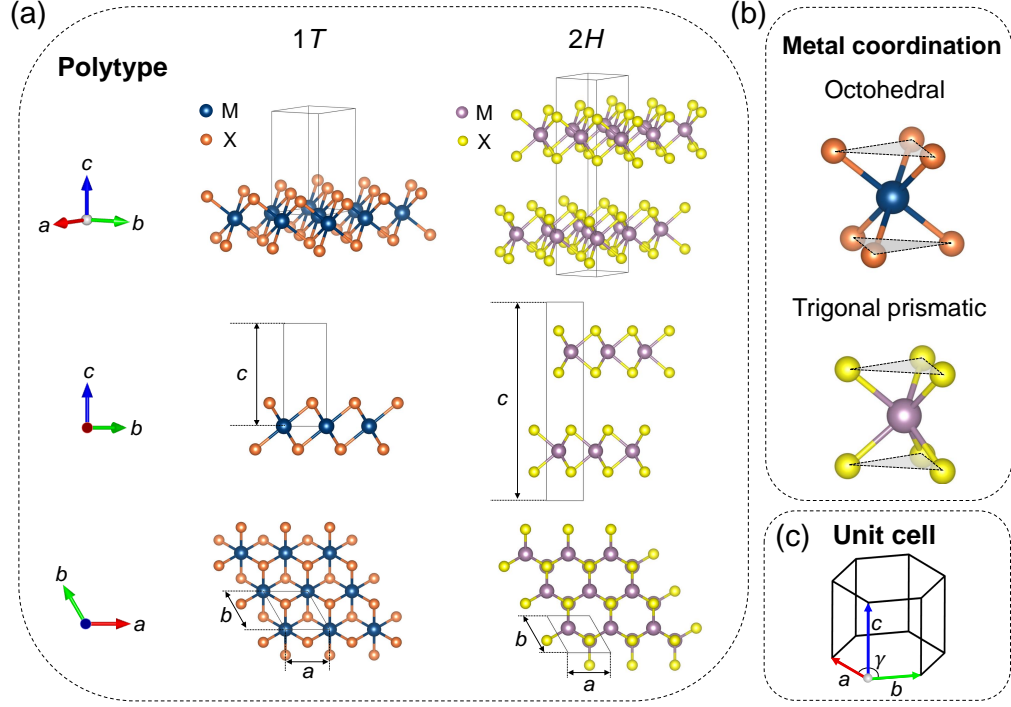 (a)
1T
2H
Polytype
M
X
M
X
c
a
b
c
b
c
c
b
a
b
a
b
a
(b)
Metal coordination
Octohedral
Trigonal prismatic
(c)
Unit cell
c
γ
a
b